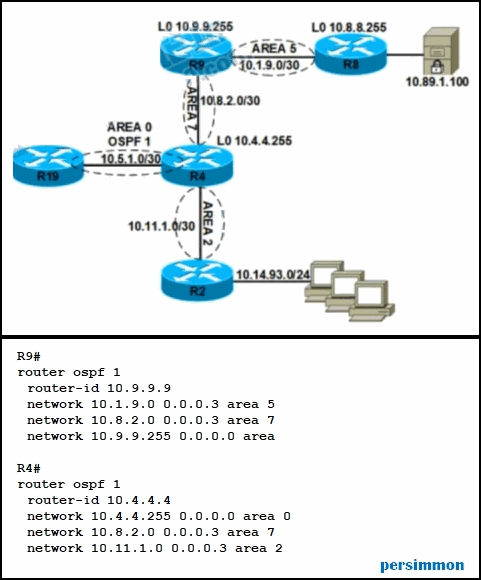 L0 10.9.9.255
L0 10.8.8.255
AREA 5
10.1.9.0/30
R9
R8
10.89.1.100
10.8.2.0/30
AREA 7
AREA 0
OSPF 1
L0 10.4.4.255
10.5.1.0/30
R19
R4
10.11.1.0/30
AREA 2
10.14.93.0/24
R2
R9#
router ospf 1
router-id 10.9.9.9
network 10.1.9.0 0.0.0.3 area 5
network 10.8.2.0 0.0.0.3 area 7
network 10.9.9.255 0.0.0.0 area
R4#
router ospf 1
router-id 10.4.4.4
network 10.4.4.255 0.0.0.0 area 0
network 10.8.2.0 0.0.0.3 area 7
network 10.11.1.0 0.0.0.3 area 2
persimmon